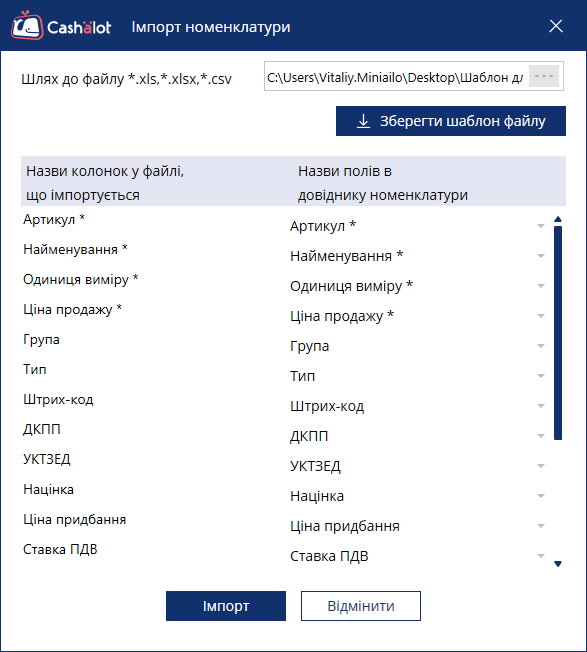 Cashalot Імпорт номенклатури
Шлях до файлу *.xls,*.xlsx,*.csv C:\Users\Vitaliy.Miniailo\Desktop\Шаблон дл
Зберегти шаблон файлу
Назви колонок у файлі, Назви полів в
що імпортується довіднику номенклатури
Артикул * Артикул *
Найменування * Найменування *
Одиниця виміру * Одиниця виміру *
Ціна продажу * Ціна продажу *
Група Група
Тип Тип
Штрих-код Штрих-код
ДКПП ДКПП
УКТЗЕД УКТЗЕД
Націнка Націнка
Ціна придбання Ціна придбання
Ставка ПДВ Ставка ПДВ
Імпорт Відмінити